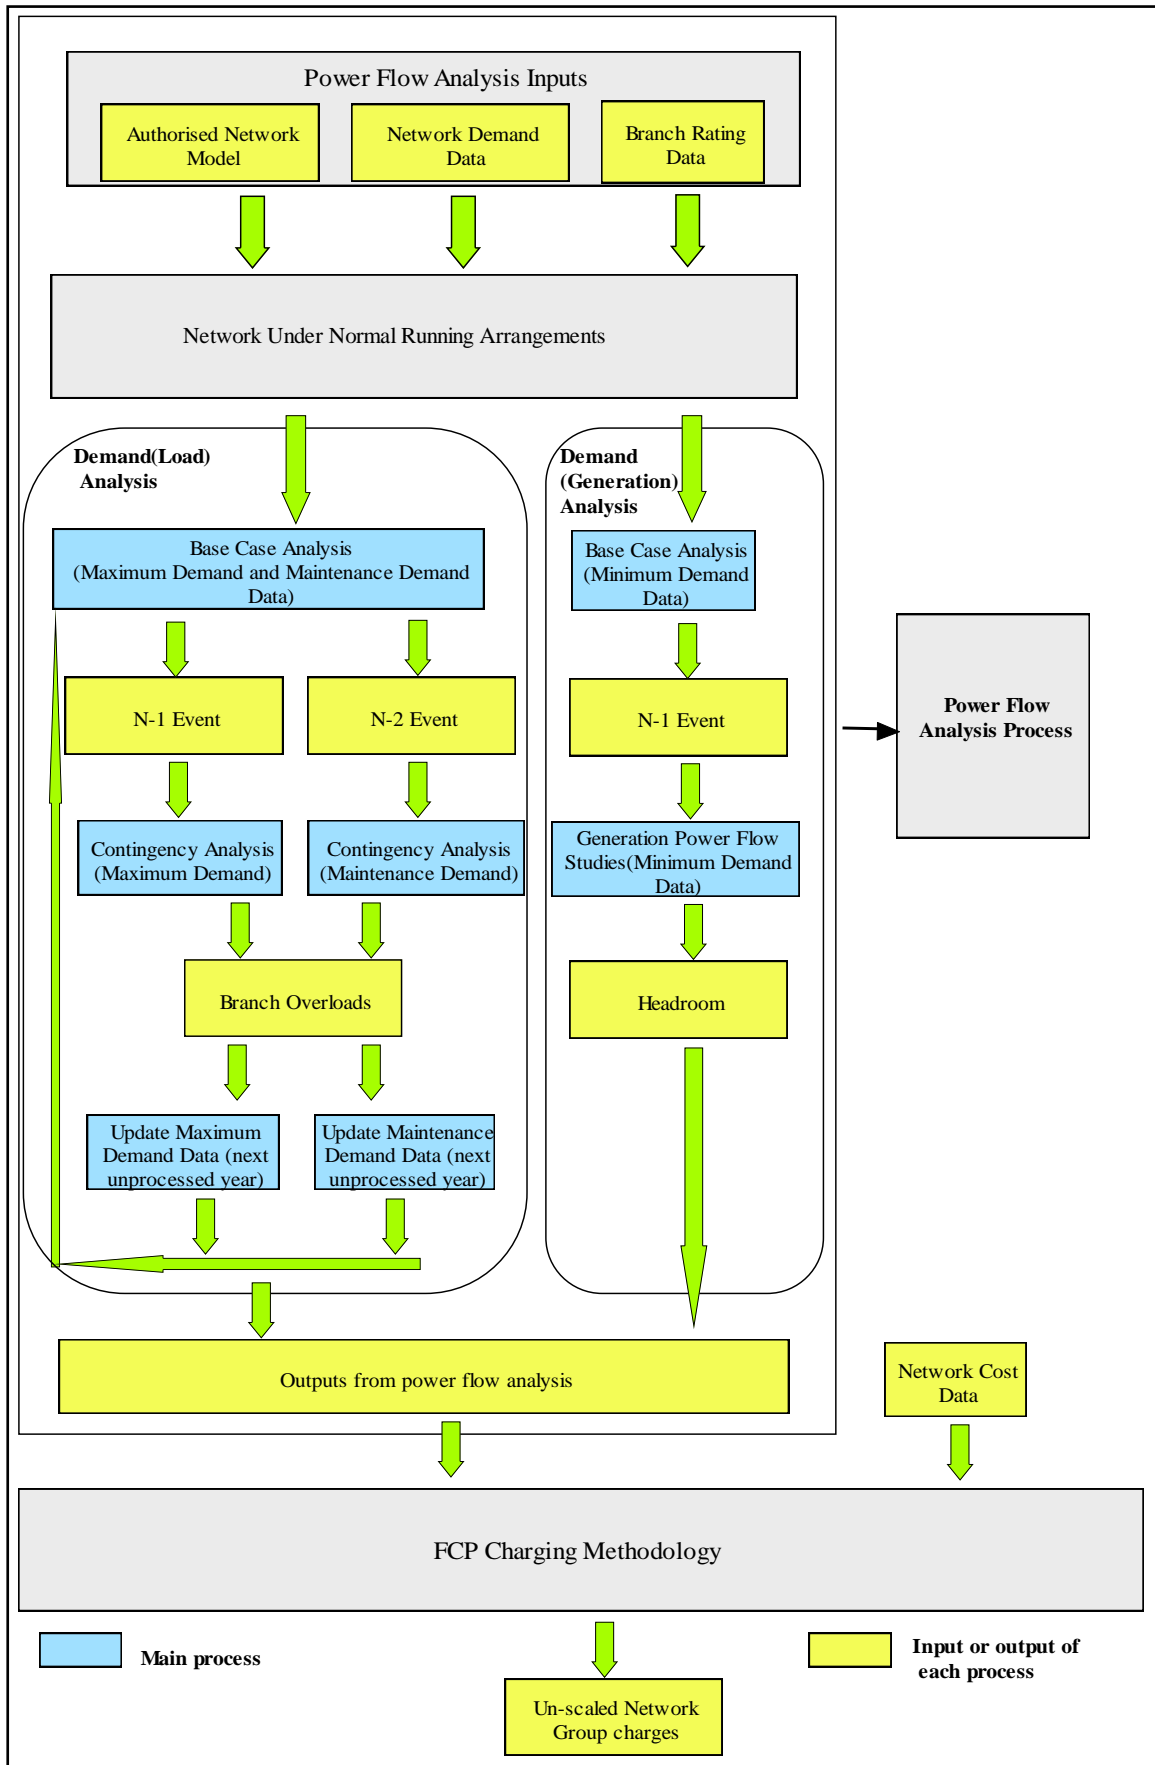 Power Flow Analysis Inputs
Authorised Network
Model
Network Demand
Data
Branch Rating
Data
Network Under Normal Running Arrangements
Demand(Load)
Analysis
Demand
(Generation)
Analysis
Base Case Analysis
(Maximum Demand and Maintenance Demand
Data)
Base Case Analysis
(Minimum Demand
Data)
N-1 Event
N-2 Event
N-1 Event
Power Flow
Analysis Process
Contingency Analysis
(Maximum Demand)
Contingency Analysis
(Maintenance Demand)
Generation Power Flow
Studies(Minimum Demand
Data)
Branch Overloads
Headroom
Update Maximum
Demand Data (next
unprocessed year)
Update Maintenance
Demand Data (next
unprocessed year)
Outputs from power flow analysis
Network Cost
Data
FCP Charging Methodology
Main process
Input or output of
each process
Un-scaled Network
Group charges